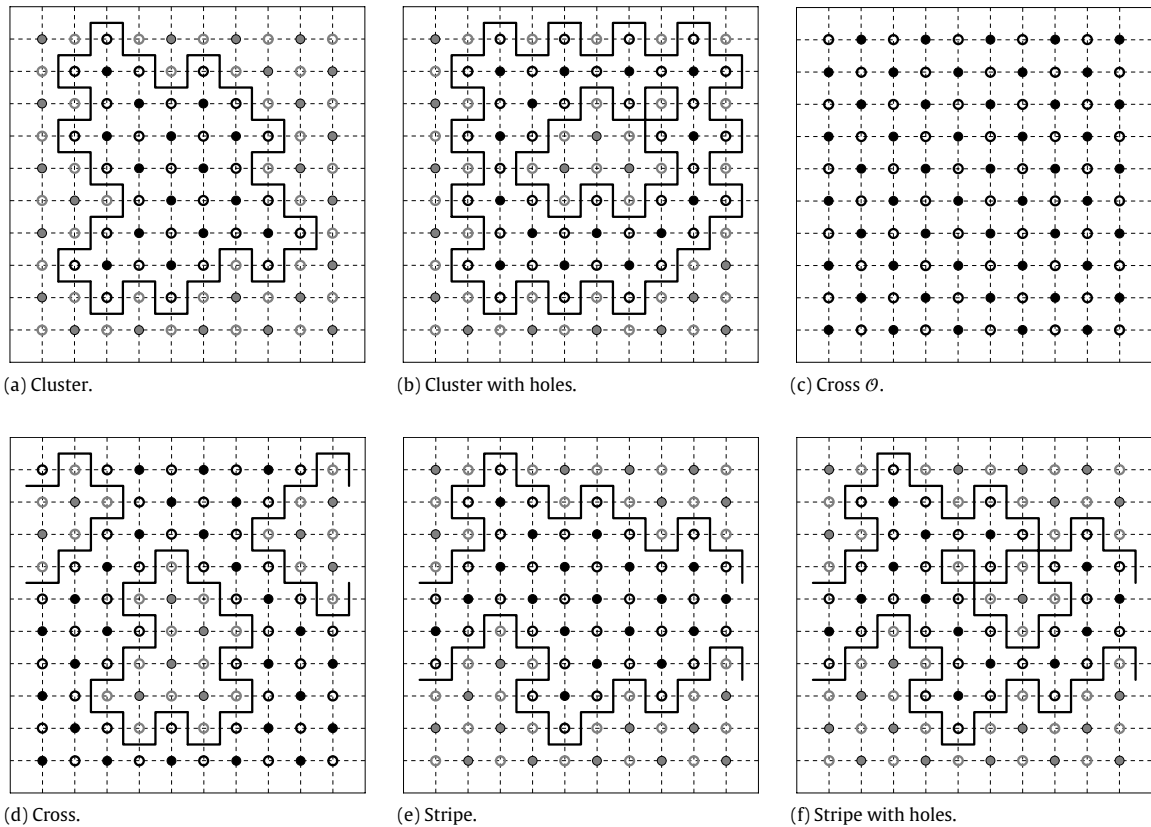 (a) Cluster.
(b) Cluster with holes.
(c) Cross 𝒪.
(d) Cross.
(e) Stripe.
(f) Stripe with holes.